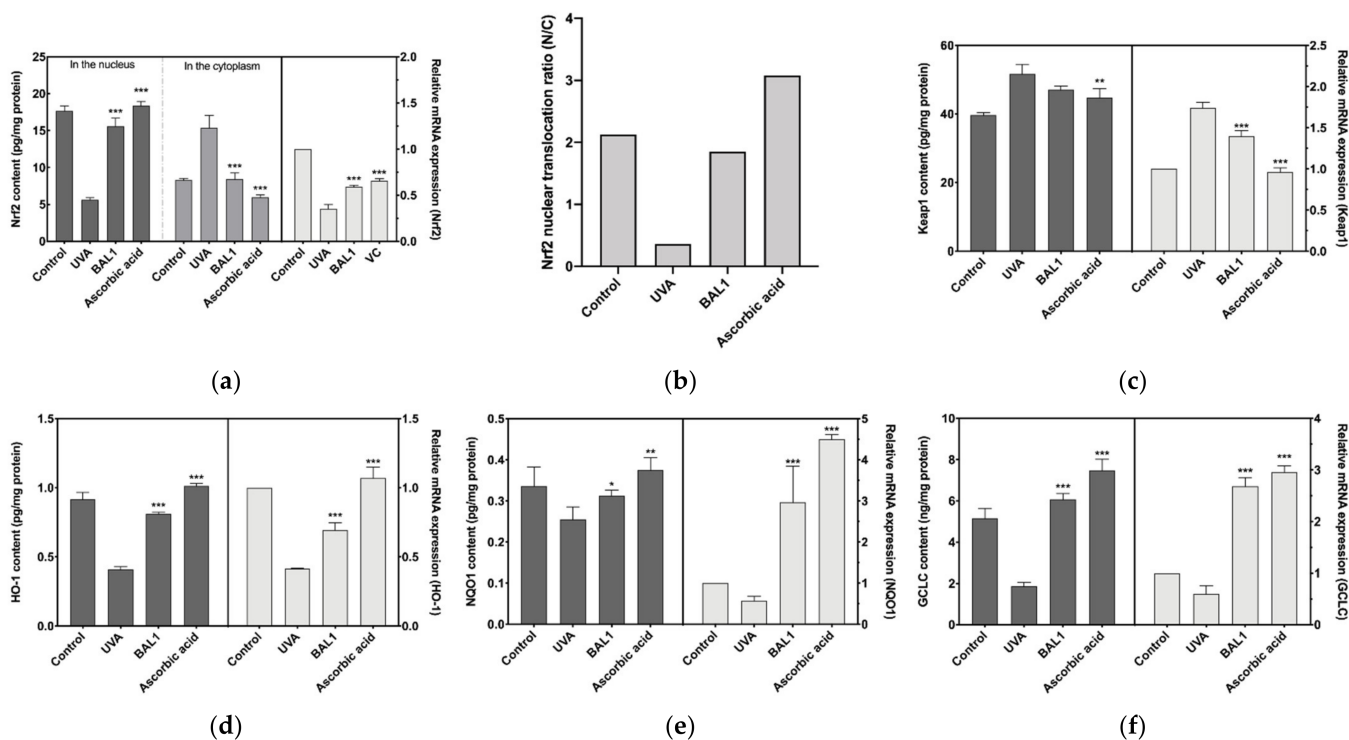 In the nucleus
In the cytoplasm
Nrf2 content (pg/mg protein)
25
20
15
10
5
0
***
***
***
***
***
***
2.0
1.5
1.0
0.5
0.0
Relative mRNA expression (Nrf2)
Control
UVA
BAL1
Ascorbic acid
Control
UVA
BAL1
Ascorbic acid
Control
UVA
BAL1
VC
(a)
Nrf2 nuclear translocation ratio (N/C)
4
3
2
1
0
Control
UVA
BAL1
Ascorbic acid
(b)
Keap1 content (pg/mg protein)
60
40
20
0
**
***
***
2.5
2.0
1.5
1.0
0.5
0.0
Relative mRNA expression (Keap1)
Control
UVA
BAL1
Ascorbic acid
Control
UVA
BAL1
Ascorbic acid
(c)
HO-1 content (pg/mg protein)
1.5
1.0
0.5
0.0
***
***
***
***
1.5
1.0
0.5
0.0
Relative mRNA expression (HO-1)
Control
UVA
BAL1
Ascorbic acid
Control
UVA
BAL1
Ascorbic acid
(d)
NQO1 content (pg/mg protein)
0.5
0.4
0.3
0.2
0.1
0.0
*
**
***
***
5
4
3
2
1
0
Relative mRNA expression (NQO1)
Control
UVA
BAL1
Ascorbic acid
Control
UVA
BAL1
Ascorbic acid
(e)
GCLC content (ng/mg protein)
10
8
6
4
2
0
***
***
***
***
4
3
2
1
0
Relative mRNA expression (GCLC)
Control
UVA
BAL1
Ascorbic acid
Control
UVA
BAL1
Ascorbic acid
(f)